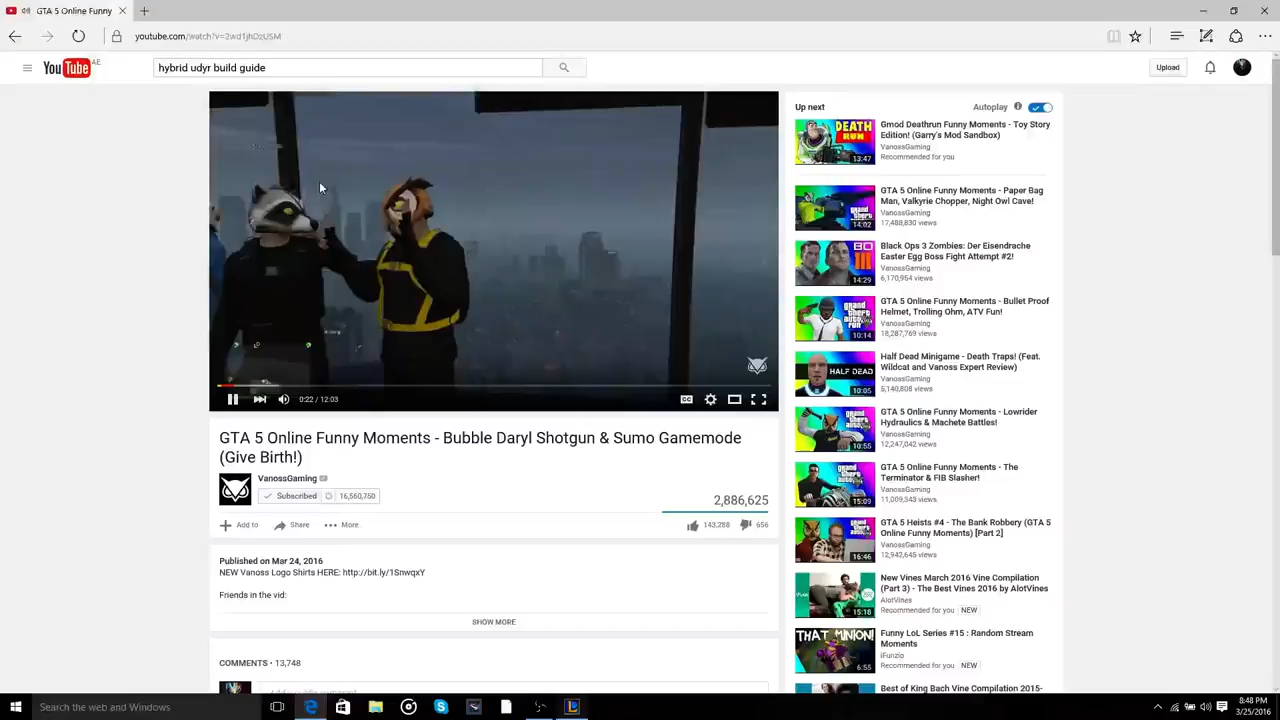 GTA 5 Online Funny
youtube.com/watch?v=2wd1jhDzUSM
YouTube AE
hybrid udyr build guide
Upload
0:22 / 12:03
CC
GTA 5 Online Funny Moments - Bubble Daryl Shotgun & Sumo Gamemode
(Give Birth!)
VanossGaming
Subscribed 16,560,750
2,886,625
Add to Share More
143,288 656
Published on Mar 24, 2016
NEW Vanoss Logo Shirts HERE: http://bit.ly/1SnwqxY
Friends in the vid:
SHOW MORE
COMMENTS • 13,748
Up next
Autoplay
DEATH
RUN
13:47
Gmod Deathrun Funny Moments - Toy Story
Edition! (Garry's Mod Sandbox)
VanossGaming
Recommended for you
14:02
GTA 5 Online Funny Moments - Paper Bag
Man, Valkyrie Chopper, Night Owl Cave!
VanossGaming
17,488,830 views
BO
III
14:29
Black Ops 3 Zombies: Der Eisendrache
Easter Egg Boss Fight Attempt #2!
VanossGaming
6,170,954 views
10:14
GTA 5 Online Funny Moments - Bullet Proof
Helmet, Trolling Ohm, ATV Fun!
VanossGaming
18,287,769 views
HALF DEAD
10:05
Half Dead Minigame - Death Traps! (Feat.
Wildcat and Vanoss Expert Review)
VanossGaming
5,140,808 views
10:55
GTA 5 Online Funny Moments - Lowrider
Hydraulics & Machete Battles!
VanossGaming
12,247,042 views
15:09
GTA 5 Online Funny Moments - The
Terminator & FIB Slasher!
VanossGaming
11,009,343 views
16:46
GTA 5 Heists #4 - The Bank Robbery (GTA 5
Online Funny Moments) [Part 2]
VanossGaming
12,942,645 views
15:18
New Vines March 2016 Vine Compilation
(Part 3) - The Best Vines 2016 by AlotVines
AlotVines
Recommended for you NEW
THAT MINION!
6:55
Funny LoL Series #15 : Random Stream
Moments
iFunzio
Recommended for you NEW
Best of King Bach Vine Compilation 2015-
Search the web and Windows
8:48 PM
3/25/2016